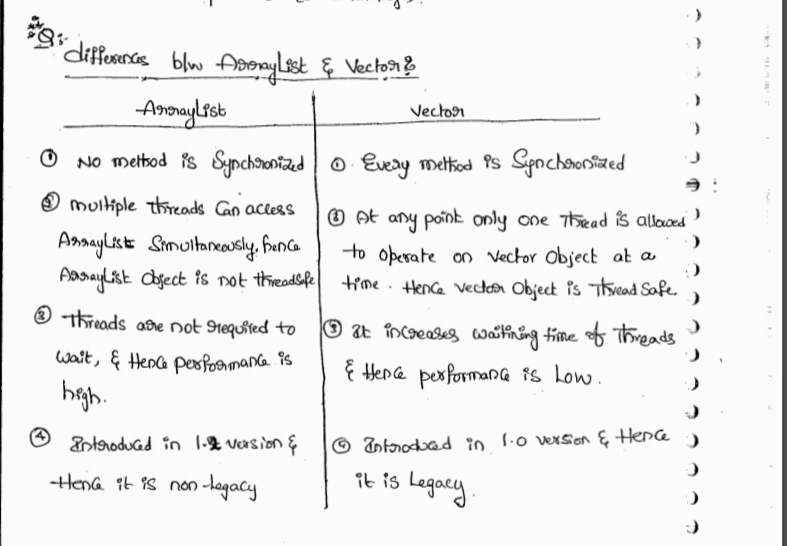 Q:- differences b/w ArrayList & Vector?
ArrayList
Vector
① No method is Synchronized
② multiple threads Can access
ArrayList Simultaneously, hence
ArrayList Object is not threadsafe
③ Threads are not required to
wait, & Hence performance is
high.
④ Introduced in 1.2 version &
Hence it is non-legacy
①. Every method is Synchronized
② At any point only one Thread is allowed
to operate on Vector Object at a
time. Hence vector Object is Thread Safe.
③ It increases waitining time of Threads
& Hence performance is Low.
④ Introduced in 1.0 version & Hence
it is Legacy.